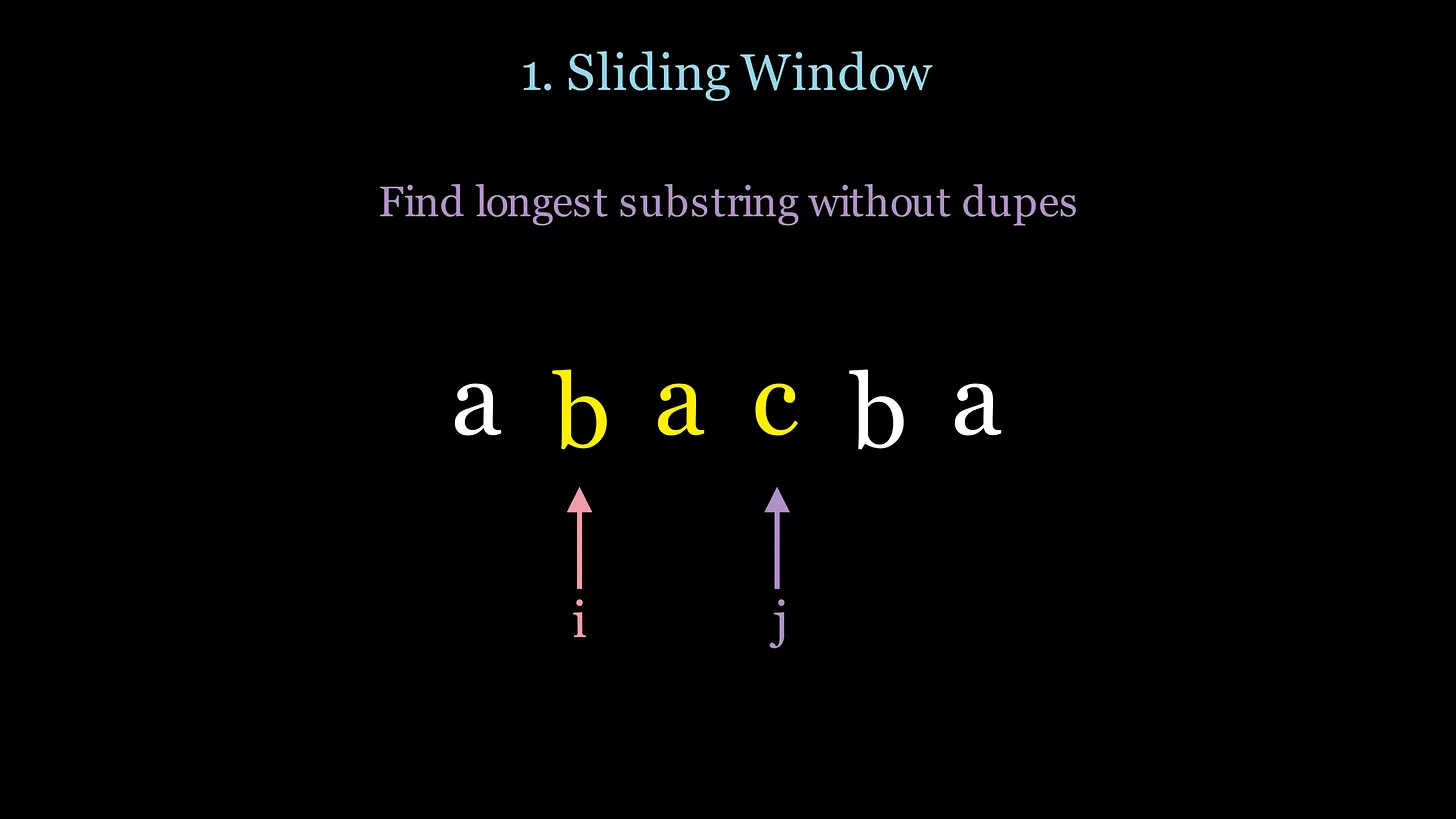 1. Sliding Window
Find longest substring without dupes
a b a c b a
i j